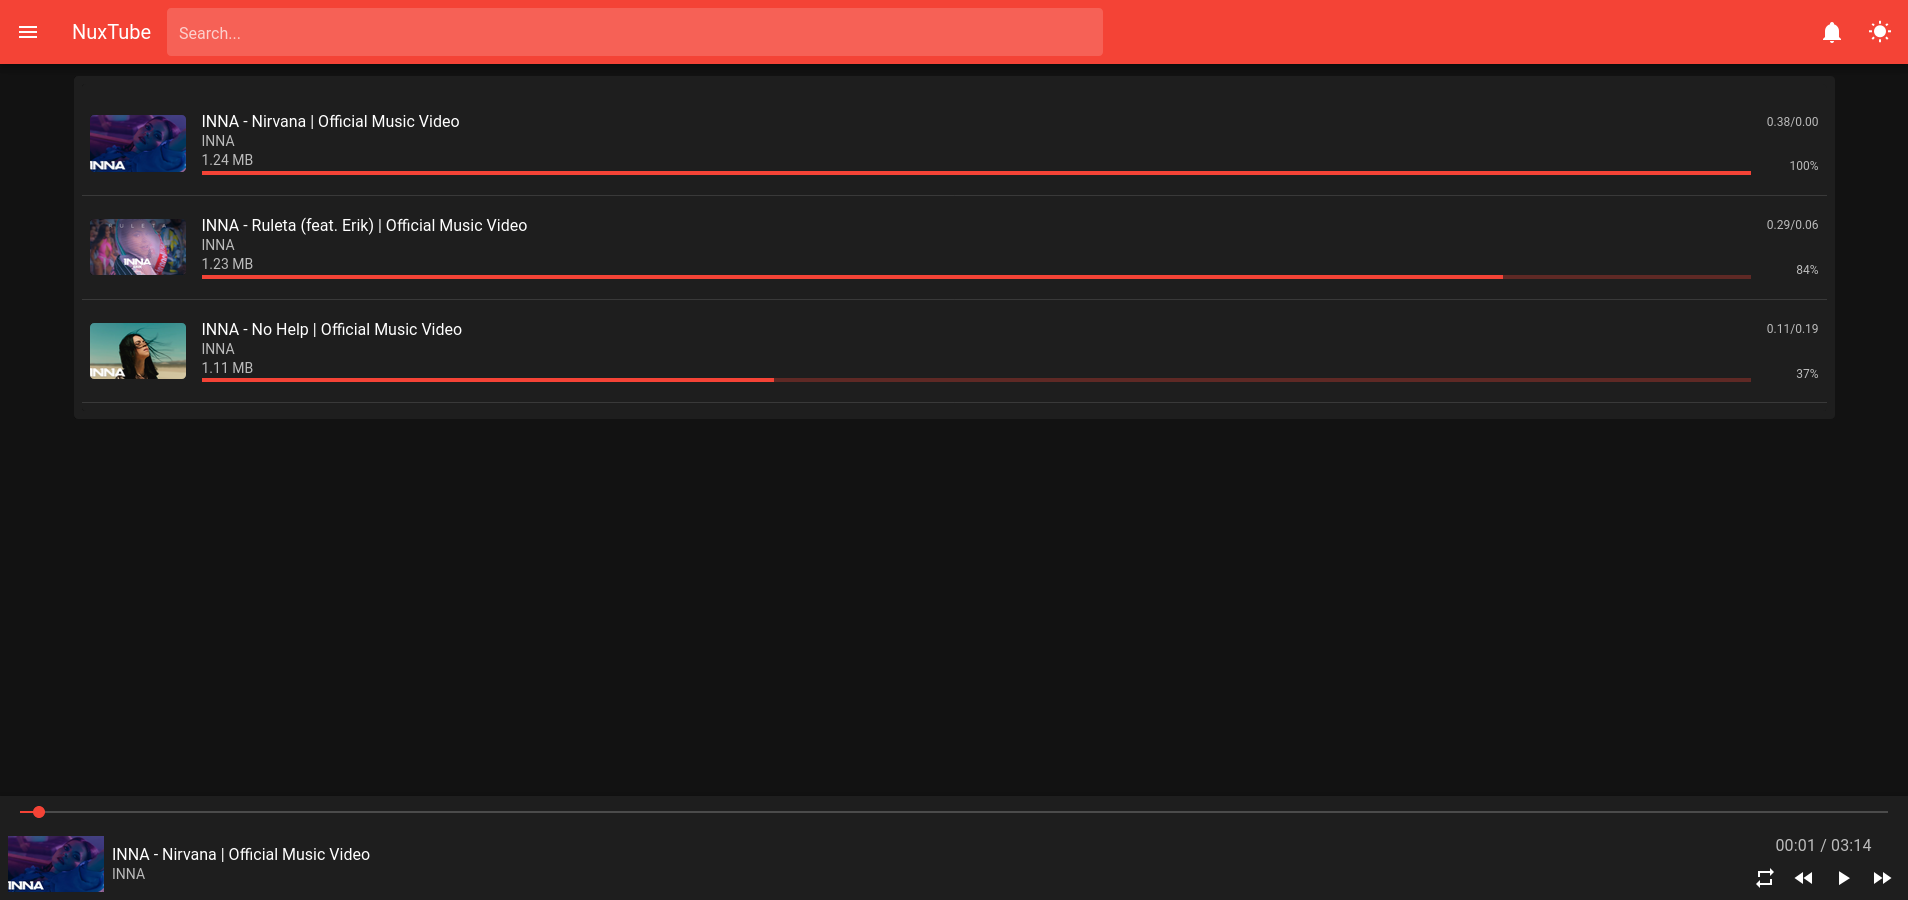 NuxTube
Search...
INNA - Nirvana | Official Music Video
INNA
1.24 MB
0.38/0.00
100%
INNA
INNA - Ruleta (feat. Erik) | Official Music Video
INNA
1.23 MB
0.29/0.06
84%
RULETA
INNA
INNA - No Help | Official Music Video
INNA
1.11 MB
0.11/0.19
37%
INNA
INNA - Nirvana | Official Music Video
INNA
INNA
00:01 / 03:14